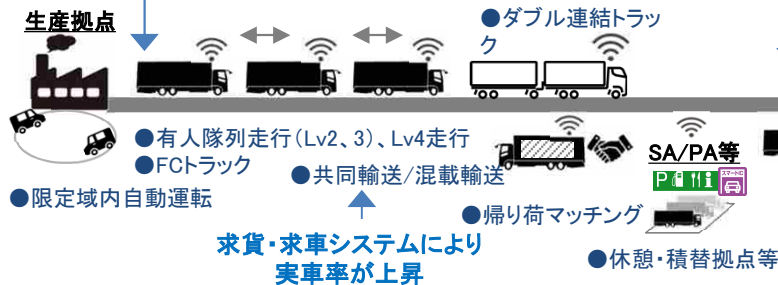 生産拠点
●ダブル連結トラッ
ク
●有人隊列走行(Lv2、3)、Lv4走行
●FCトラック
●共同輸送/混載輸送
●限定域内自動運転
SA/PA等
P
i
スマートIC
●帰り荷マッチング
求貨・求車システムにより
実車率が上昇
●休憩・積替拠点等